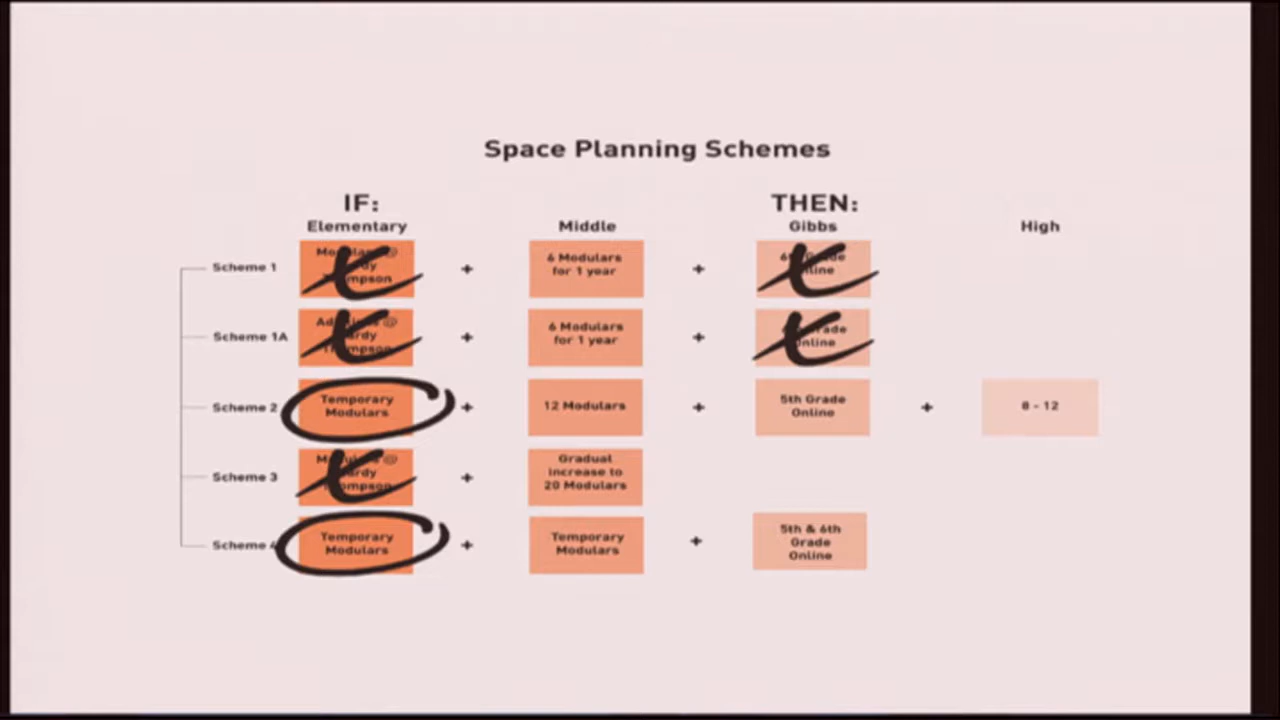 Space Planning Schemes
IF:
THEN:
Elementary
Middle
Gibbs
High
Scheme 1
6 Modulars
for 1 year
Scheme 1A
6 Modulars
for 1 year
Scheme 2
Temporary
Modulars
12 Modulars
5th Grade
Online
8 - 12
Scheme 3
Gradual
increase to
20 Modulars
Scheme
Temporary
Modulars
Temporary
Modulars
5th & 6th
Grade
Online
+
+
+
+
+
+
+
+
+
+